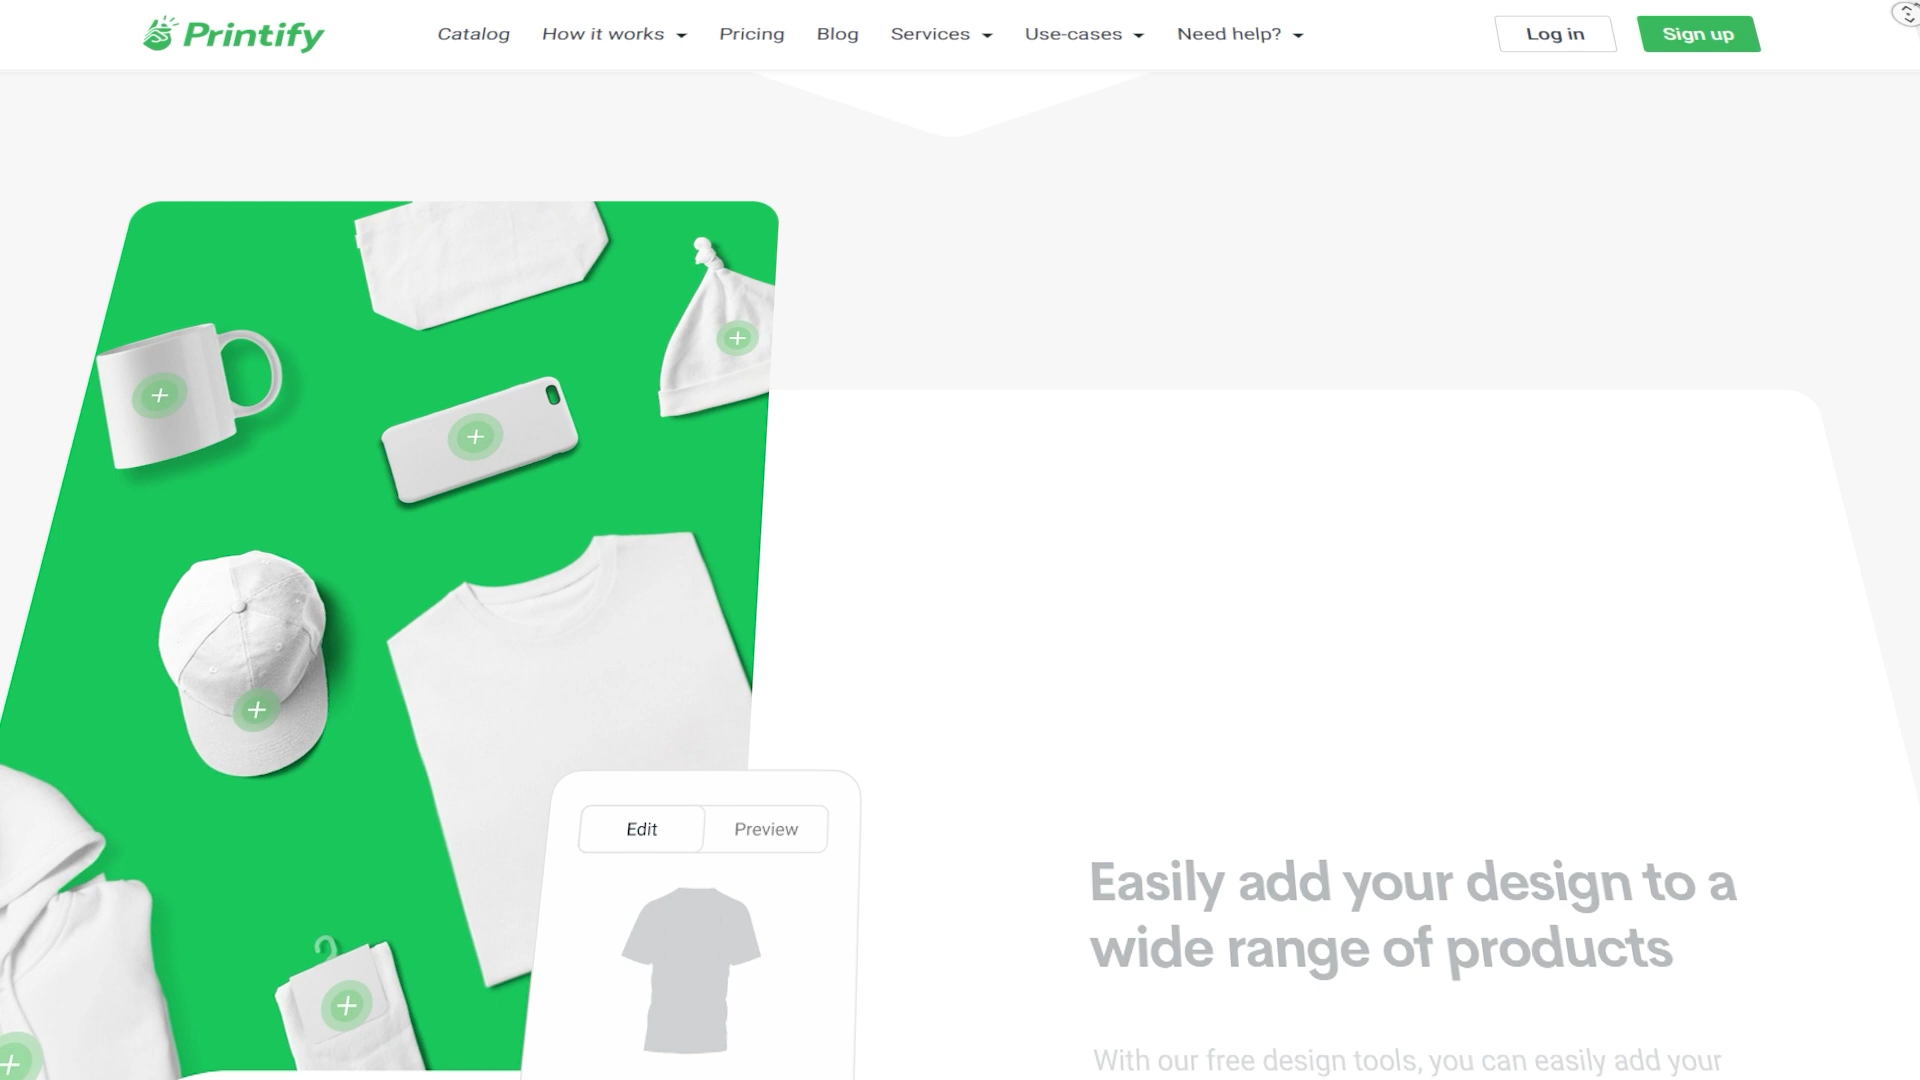 Printify
Catalog
How it works
Pricing
Blog
Services
Use-cases
Need help?
Log in
Sign up
Edit
Preview
Easily add your design to a
wide range of products
With our free design tools, you can easily add your